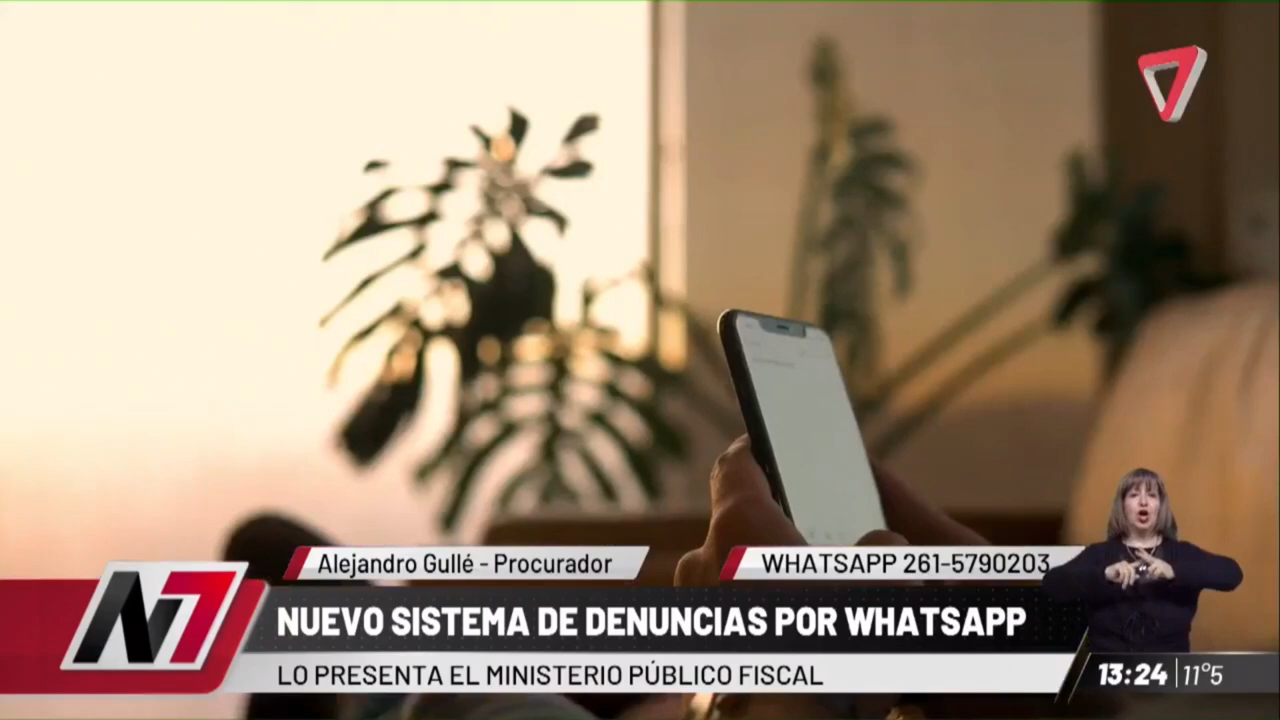 Alejandro Gullé - Procurador
WHATSAPP 261-5790203
N7
NUEVO SISTEMA DE DENUNCIAS POR WHATSAPP
LO PRESENTA EL MINISTERIO PÚBLICO FISCAL
13:24
11°5